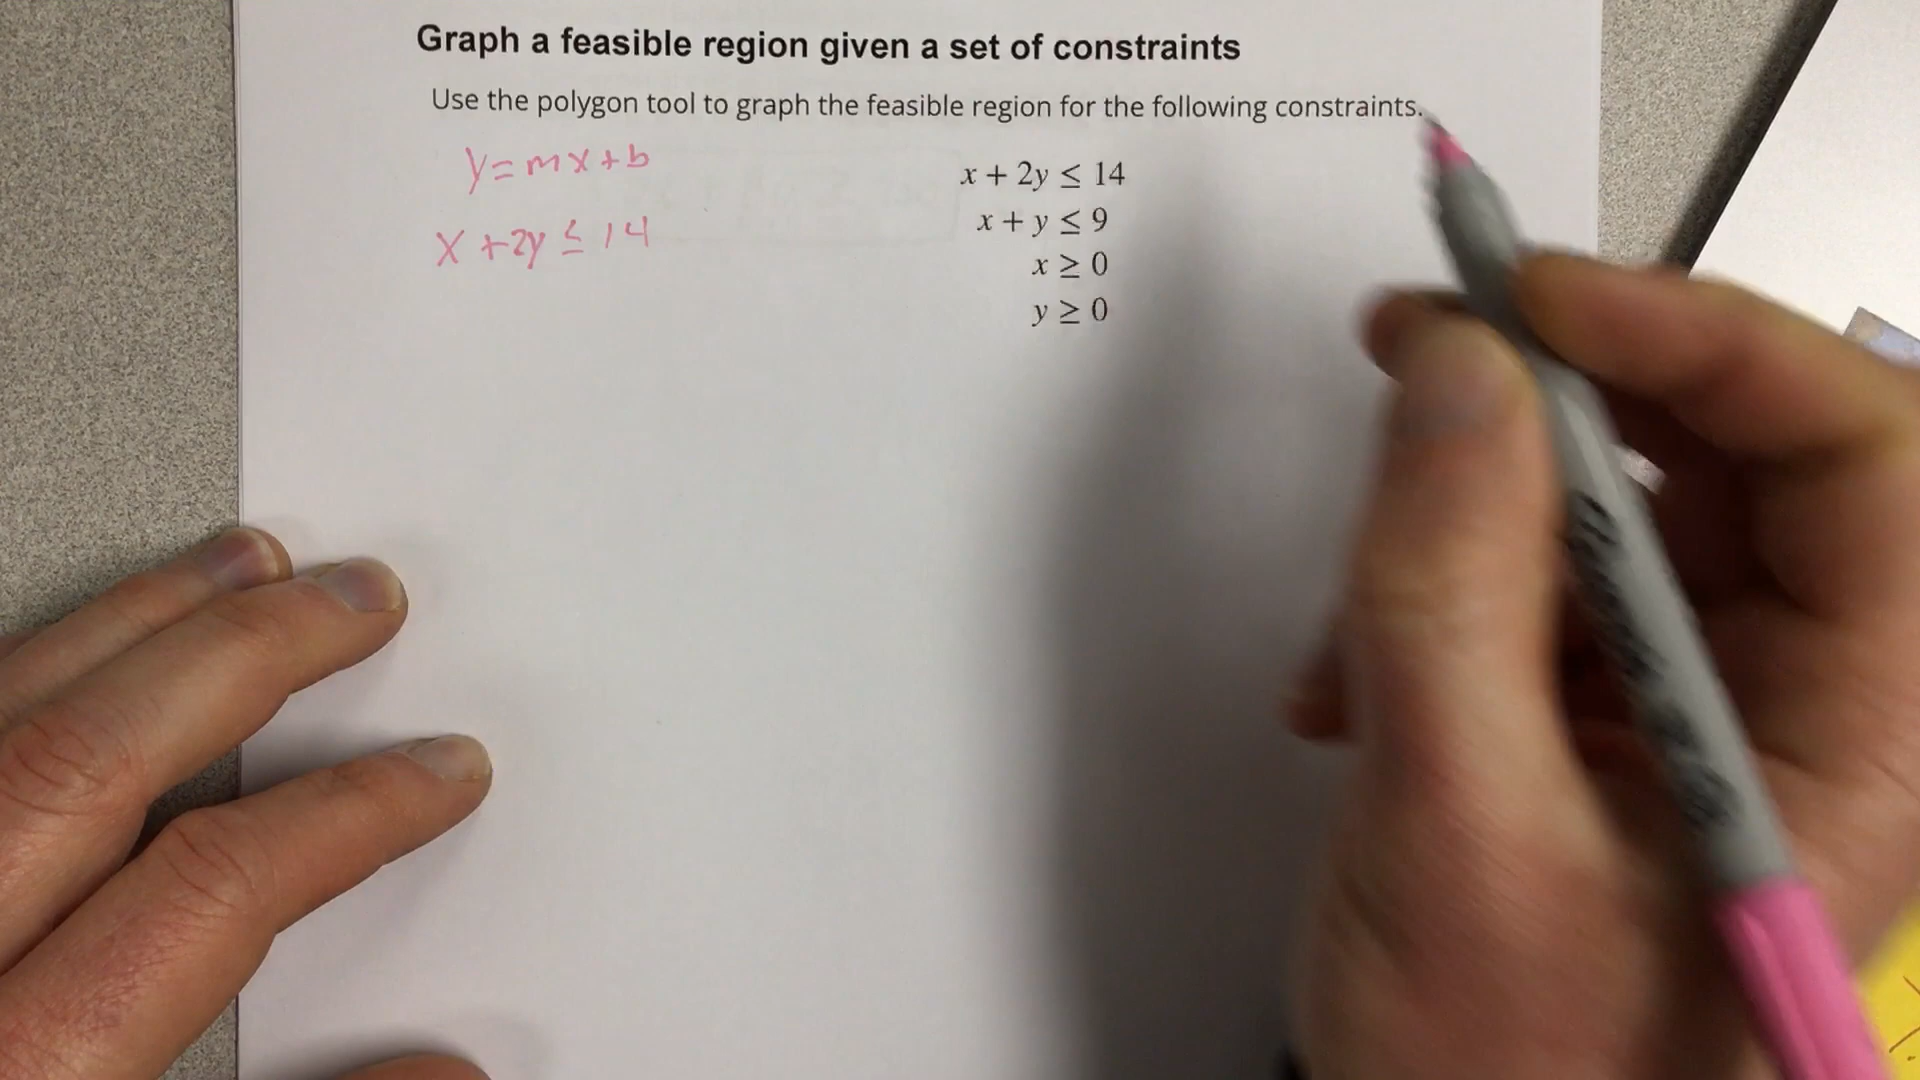 Graph a feasible region given a set of constraints
Use the polygon tool to graph the feasible region for the following constraints.
y=mx+b
x + 2y ≤ 14
x +2y ≤ 14
x + y ≤ 9
x ≥ 0
y ≥ 0